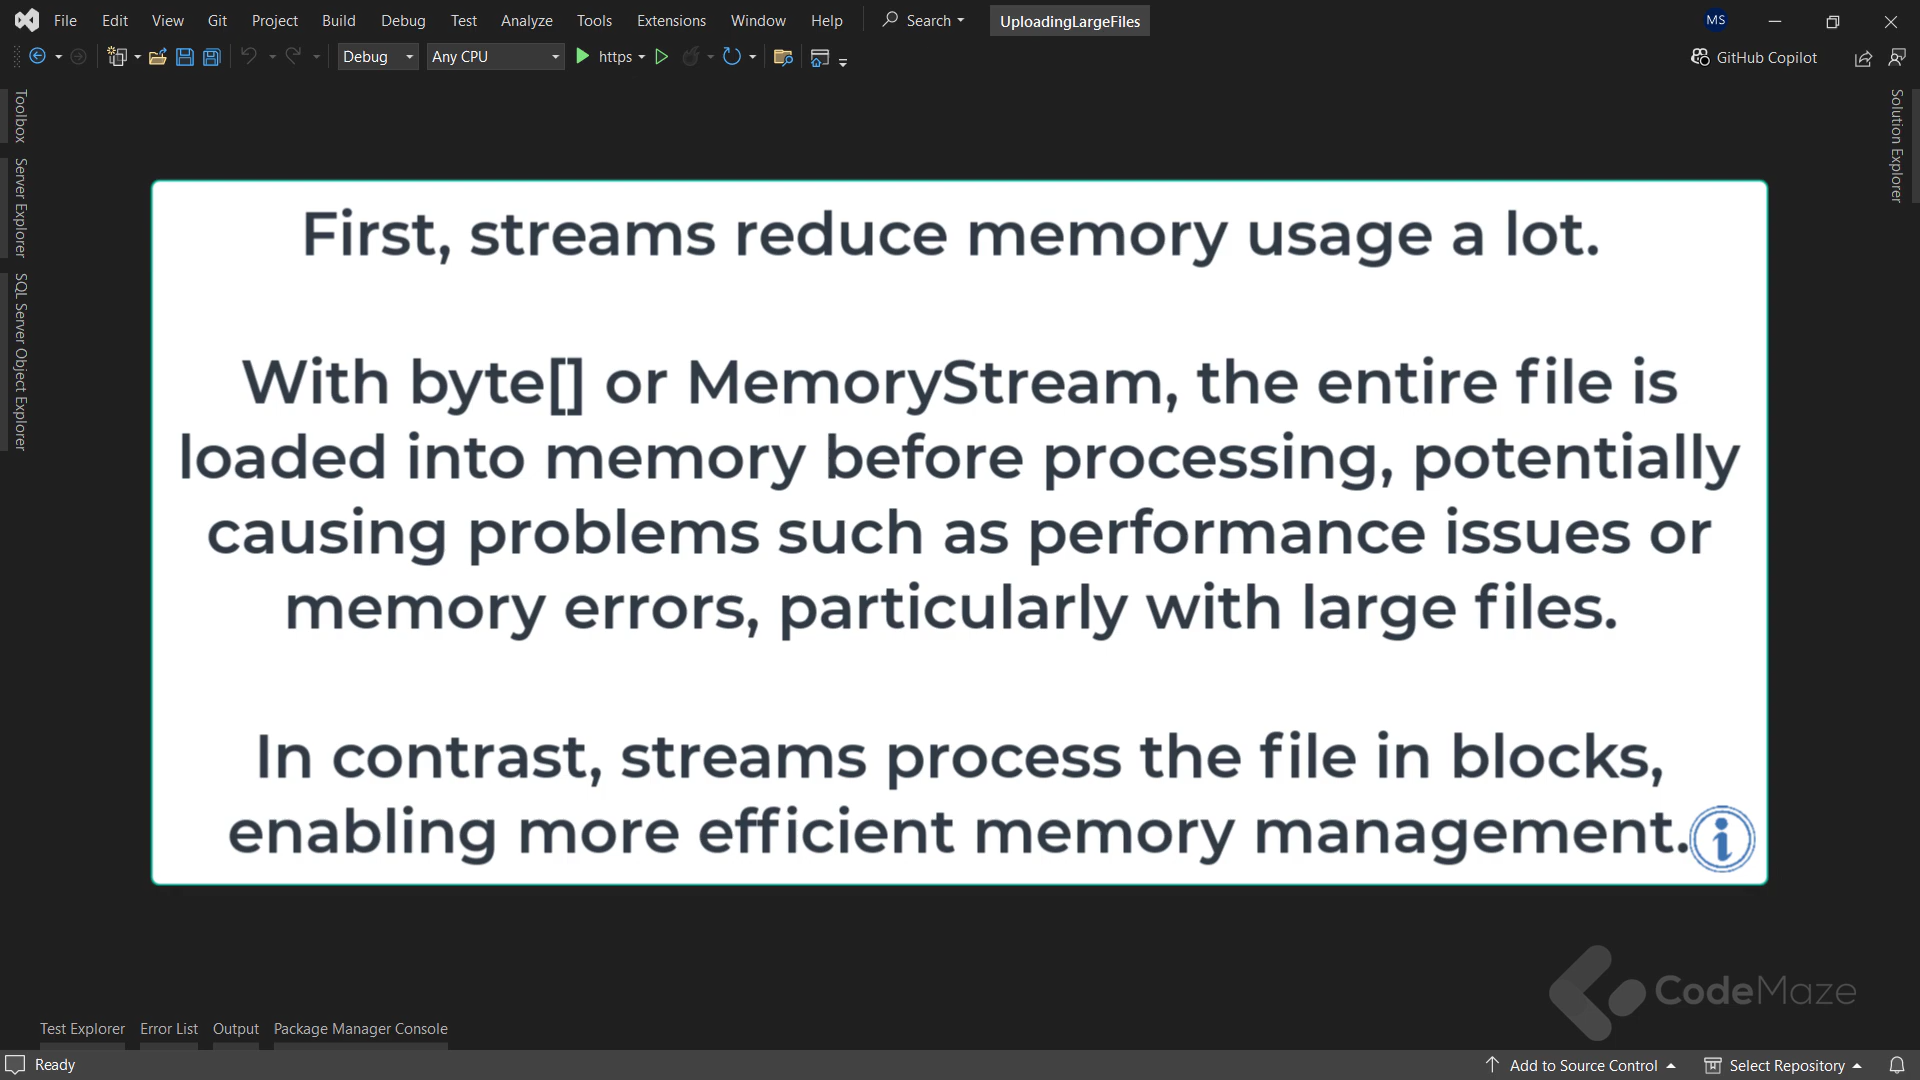 File Edit View Git Project Build Debug Test Analyze Tools Extensions Window Help Search UploadingLargeFiles MS
Debug Any CPU https GitHub Copilot
Toolbox
Server Explorer
SQL Server Object Explorer
Solution Explorer
First, streams reduce memory usage a lot.
With byte[] or MemoryStream, the entire file is
loaded into memory before processing, potentially
causing problems such as performance issues or
memory errors, particularly with large files.
In contrast, streams process the file in blocks,
enabling more efficient memory management.
CodeMaze
Test Explorer Error List Output Package Manager Console
Ready Add to Source Control Select Repository